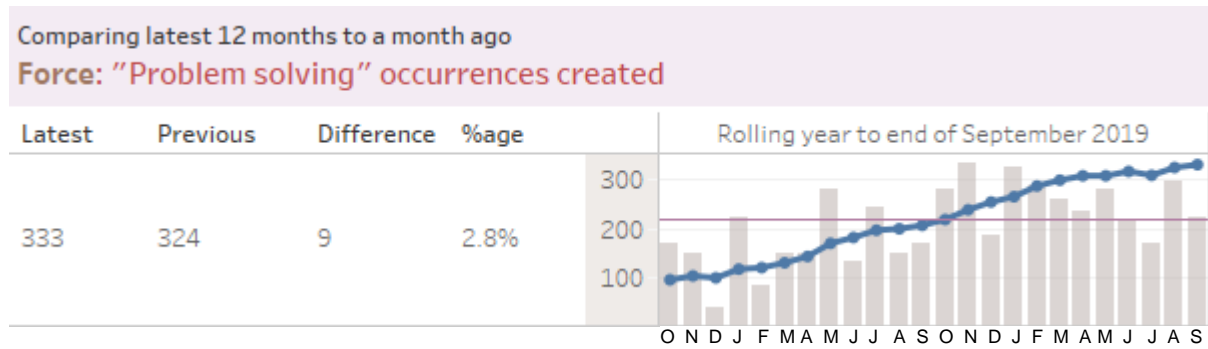 Comparing latest 12 months to a month ago
Force: "Problem solving" occurrences created
Latest Previous Difference %age Rolling year to end of September 2019
300
333 324 9 2.8% 200
100
O N D J F M A M J J A S O N D J F M A M J J A S